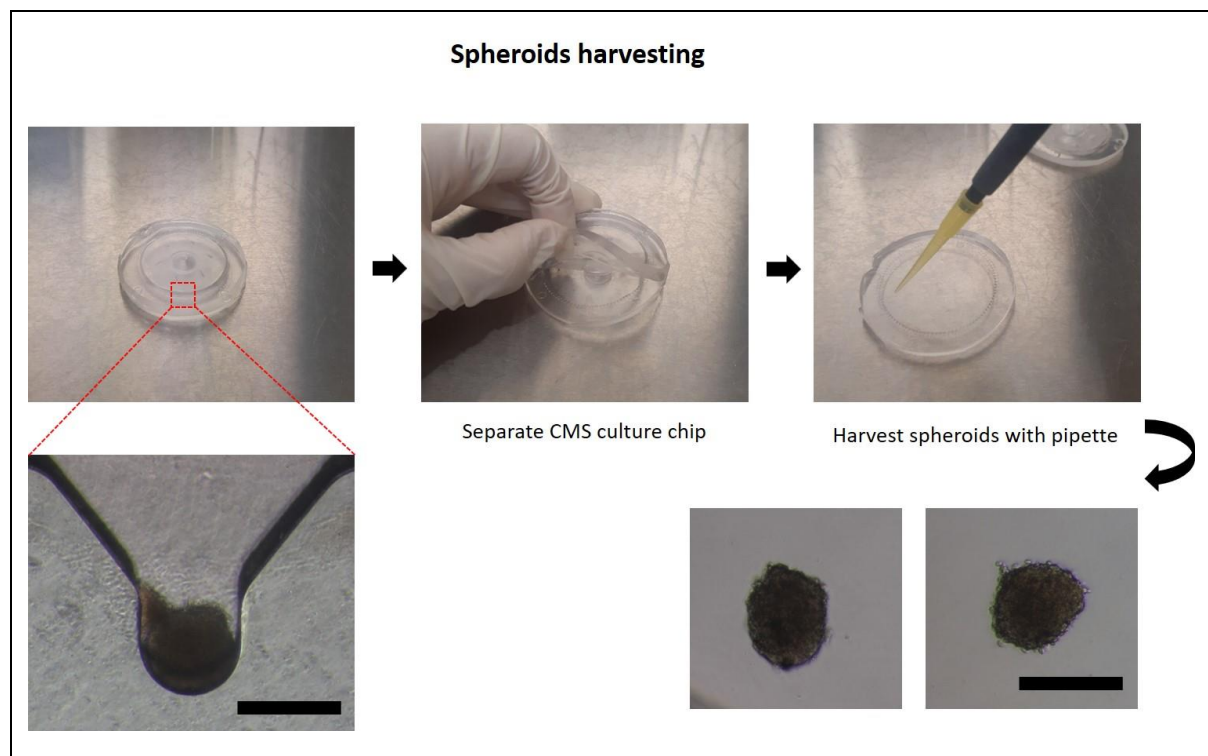 Spheroids harvesting
Separate CMS culture chip
Harvest spheroids with pipette